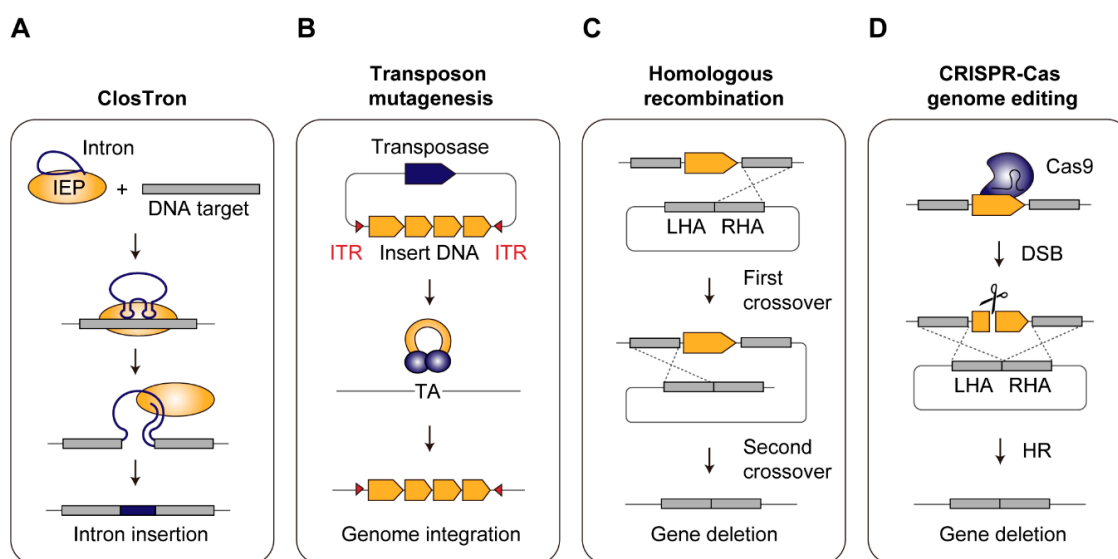 A
ClosTron
Intron
IEP
+
DNA target
Intron insertion
B
Transposon
mutagenesis
Transposase
ITR Insert DNA ITR
TA
Genome integration
C
Homologous
recombination
LHA RHA
First
crossover
Second
crossover
Gene deletion
D
CRISPR-Cas
genome editing
Cas9
DSB
LHA RHA
HR
Gene deletion